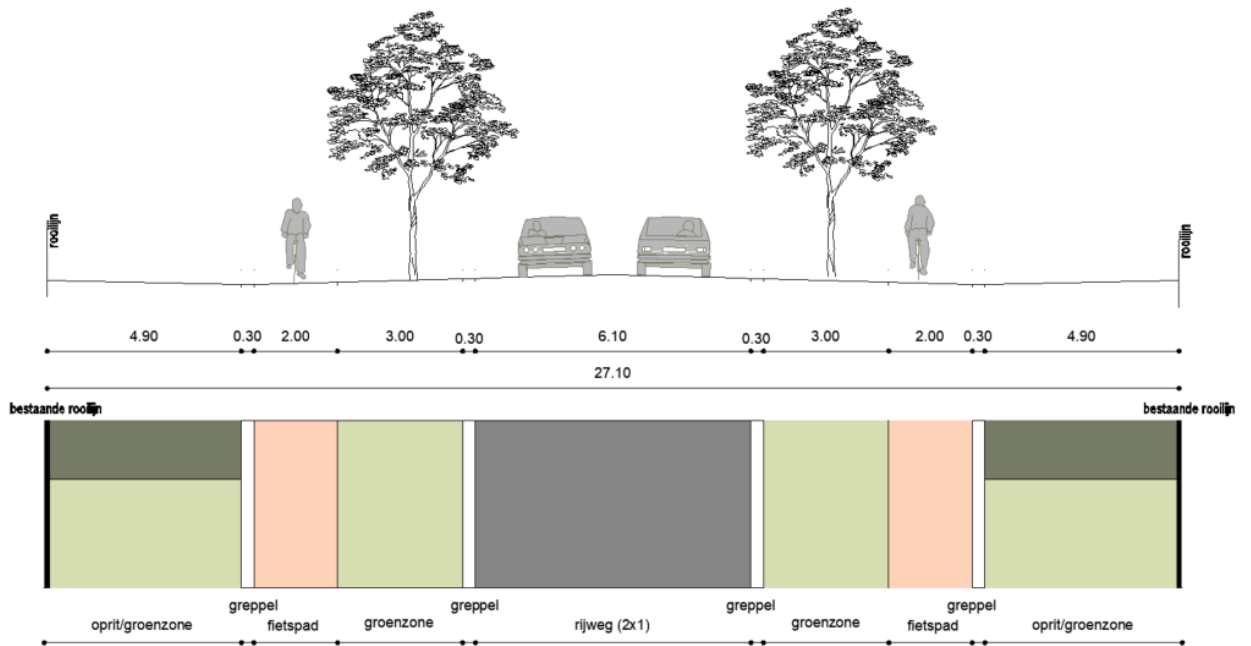 rooilijn
rooilijn
4.90 0.30 2.00 3.00 0.30 6.10 0.30 3.00 2.00 0.30 4.90
27.10
bestaande rooilijn bestaande rooilijn
greppel greppel greppel greppel
oprit/groenzone fietspad groenzone rijweg (2x1) groenzone fietspad oprit/groenzone